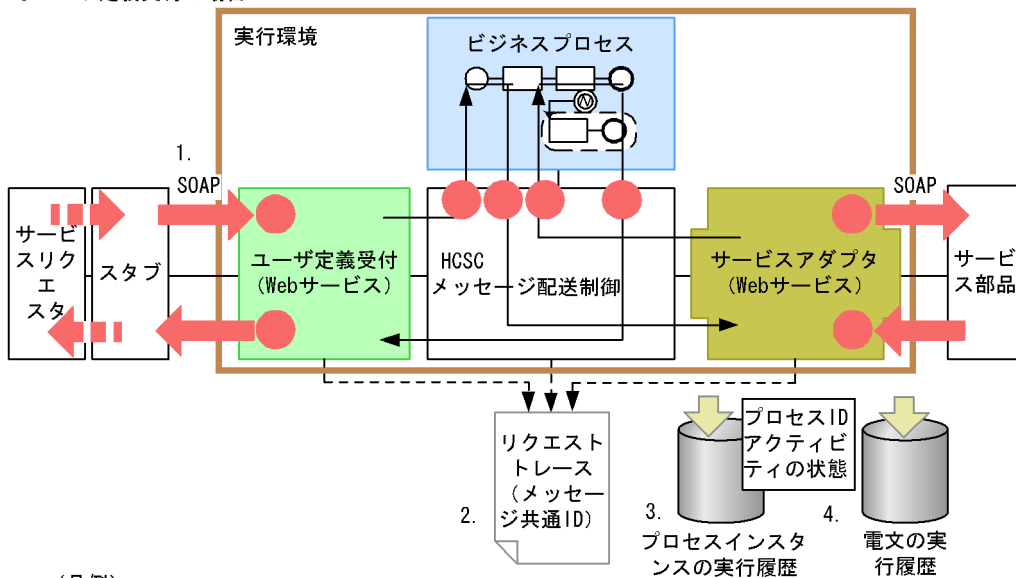 実行環境
ビジネスプロセス
1.
SOAP
SOAP
サービ
スリク
エ
スタ
スタブ
ユーザ定義受付
(Webサービス)
HCSC
メッセージ配送制御
サービスアダプタ
(Webサービス)
サービ
ス部品
2.
リクエスト
トレース
(メッセー
ジ共通ID)
3.
プロセスID
アクティビ
ティの状態
4.
プロセスインスタ
ンスの実行履歴
電文の実
行履歴